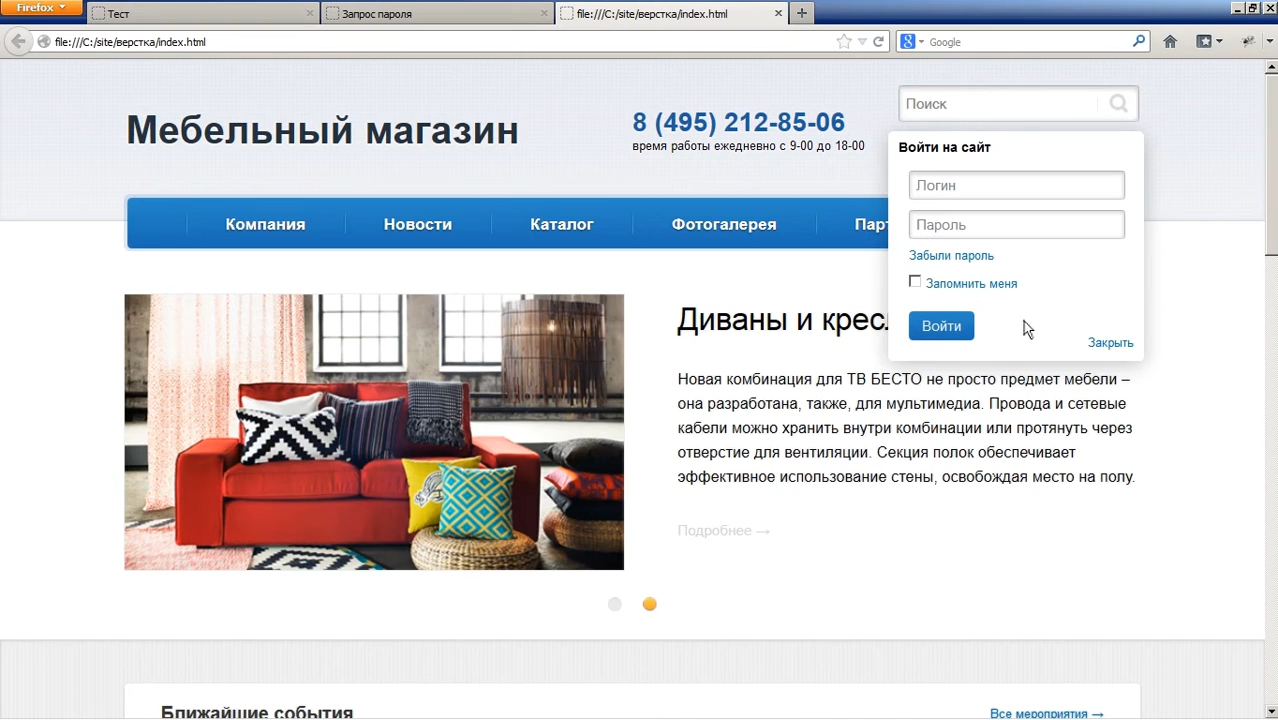 Firefox
Тест
Запрос пароля
file:///C:/site/верстка/index.html
file:///C:/site/верстка/index.html
Google
Мебельный магазин
8 (495) 212-85-06
время работы ежедневно с 9-00 до 18-00
Поиск
Войти на сайт
Логин
Пароль
Забыли пароль
Запомнить меня
Войти
Закрыть
Компания
Новости
Каталог
Фотогалерея
Парт
Диваны и кресл
Новая комбинация для ТВ БЕСТО не просто предмет мебели –
она разработана, также, для мультимедиа. Провода и сетевые
кабели можно хранить внутри комбинации или протянуть через
отверстие для вентиляции. Секция полок обеспечивает
эффективное использование стены, освобождая место на полу.
Подробнее →
Ближайшие события
Все мероприятия →